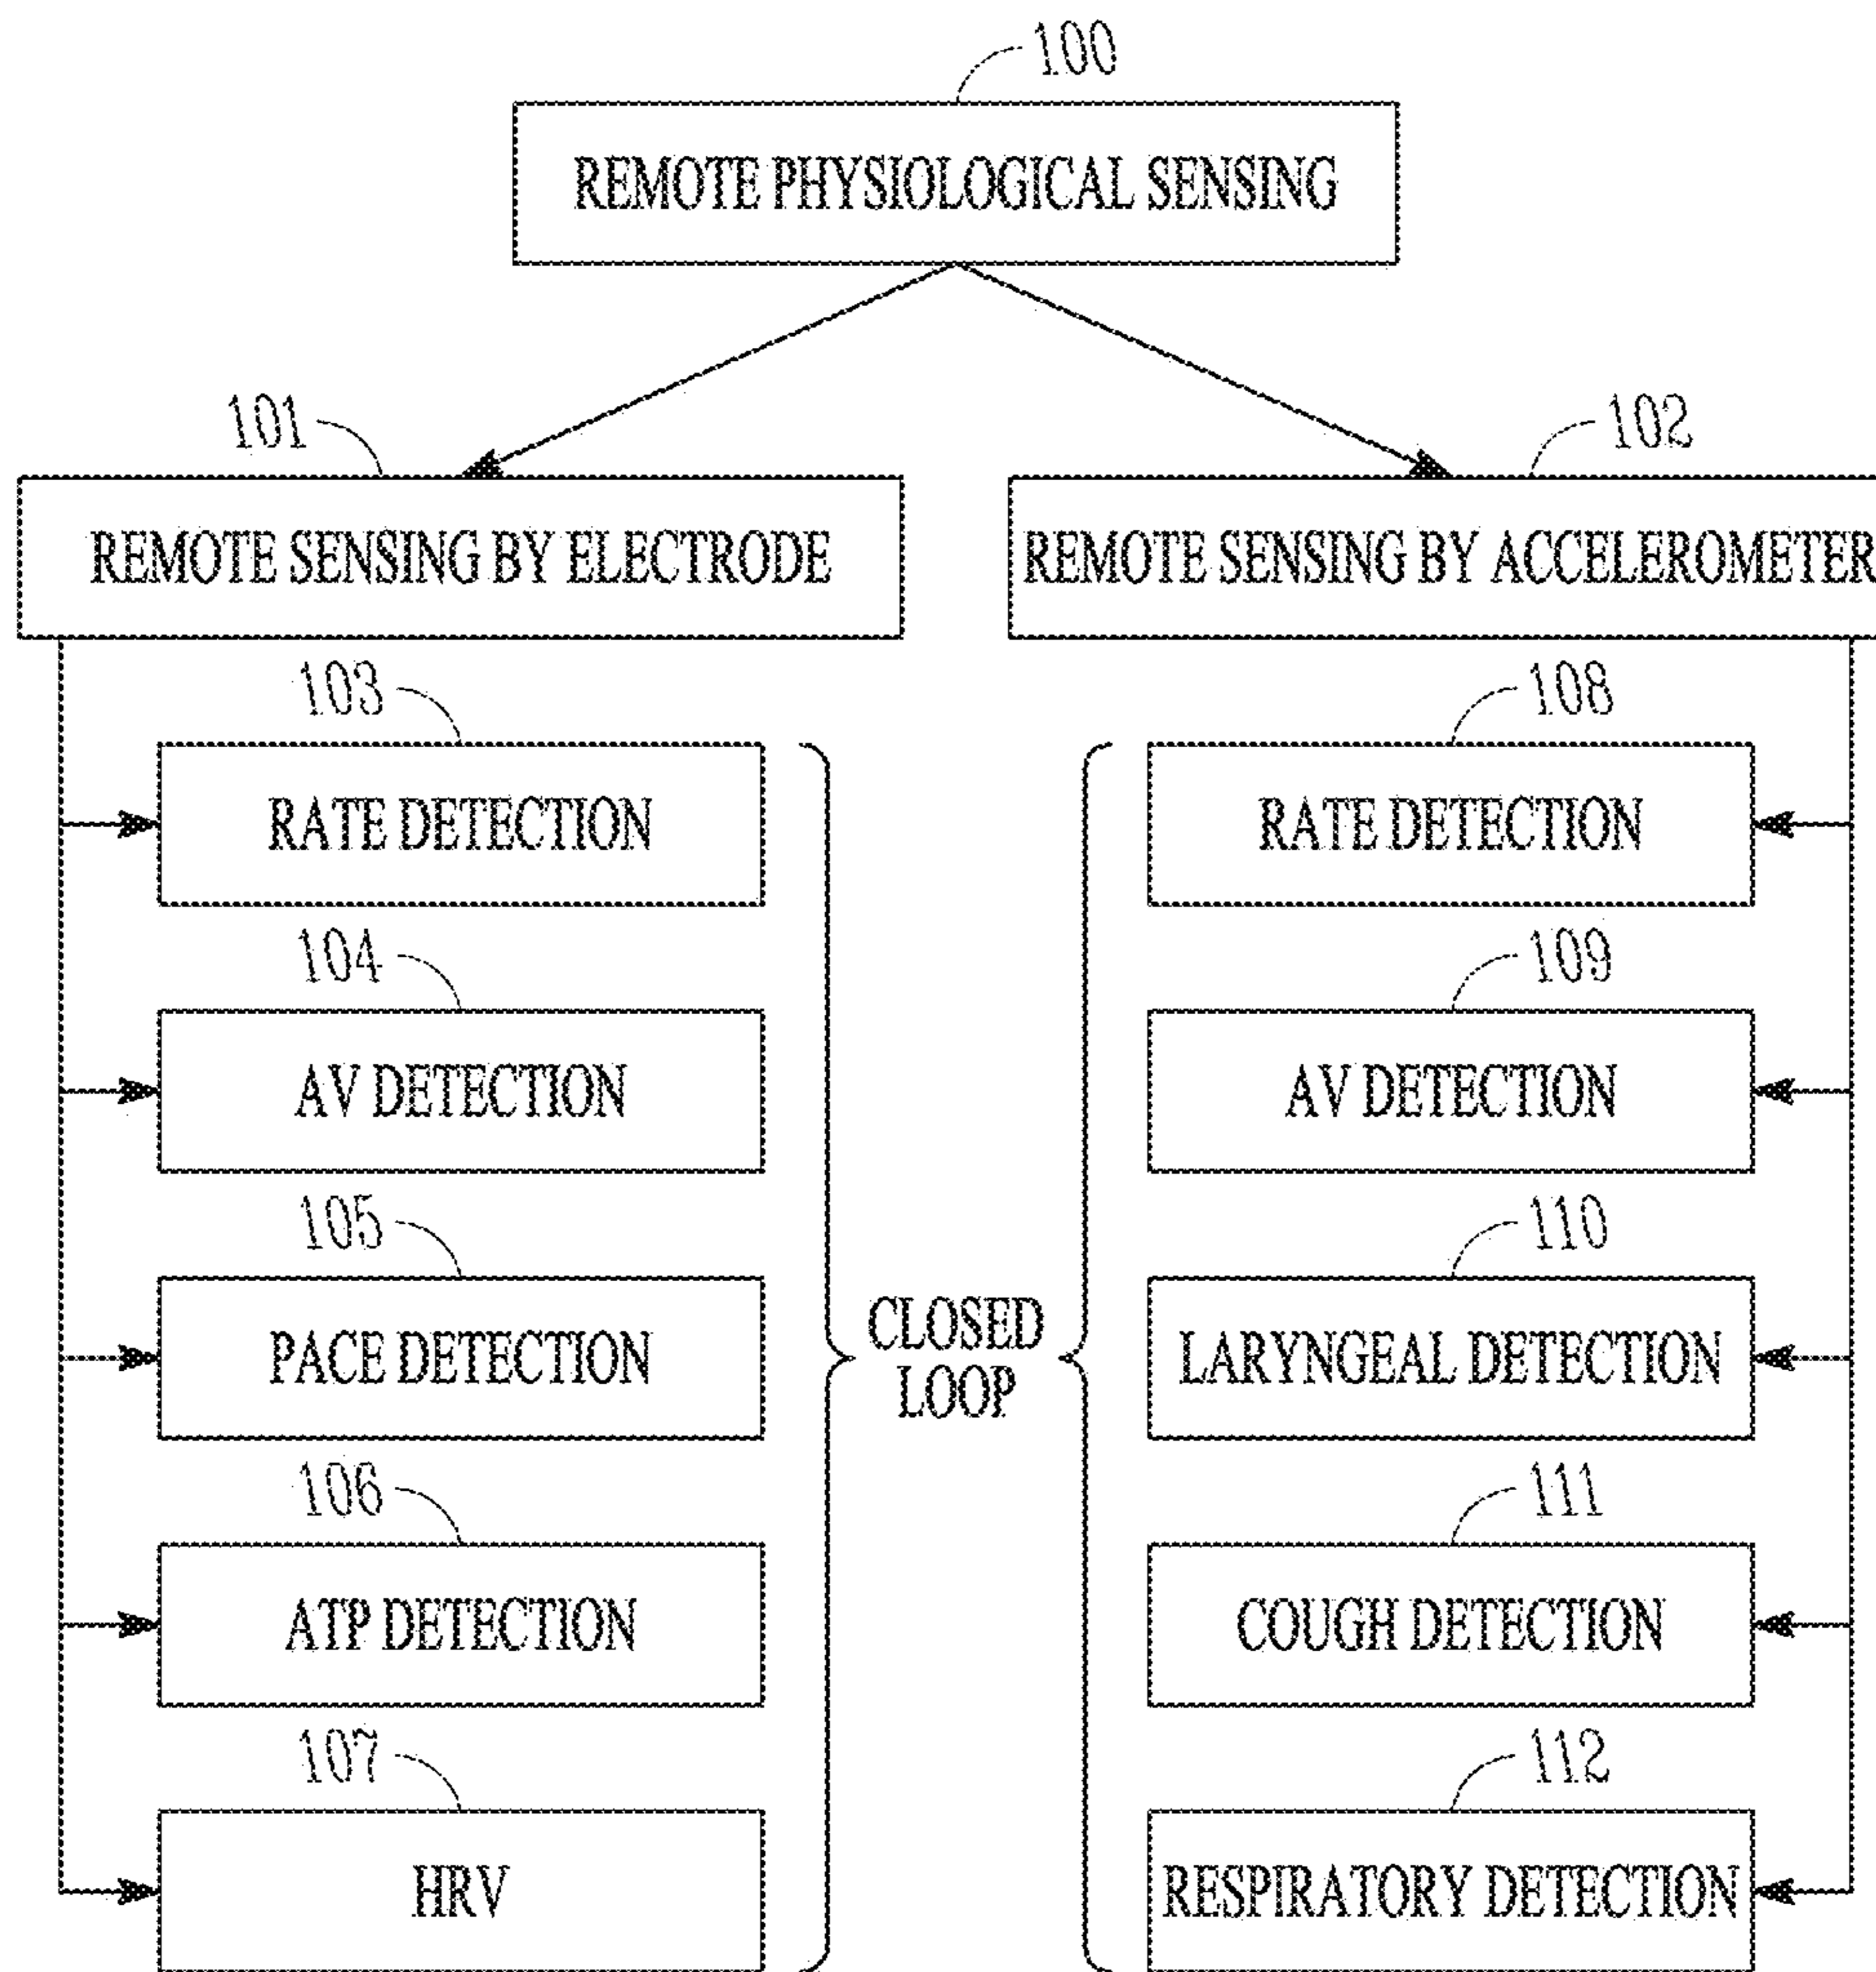 100
REMOTE PHYSIOLOGICAL SENSING
101
REMOTE SENSING BY ELECTRODE
102
REMOTE SENSING BY ACCELEROMETER
103
RATE DETECTION
104
AV DETECTION
105
PACE DETECTION
106
ATP DETECTION
107
HRV
CLOSED
LOOP
108
RATE DETECTION
109
AV DETECTION
110
LARYNGEAL DETECTION
111
COUGH DETECTION
112
RESPIRATORY DETECTION